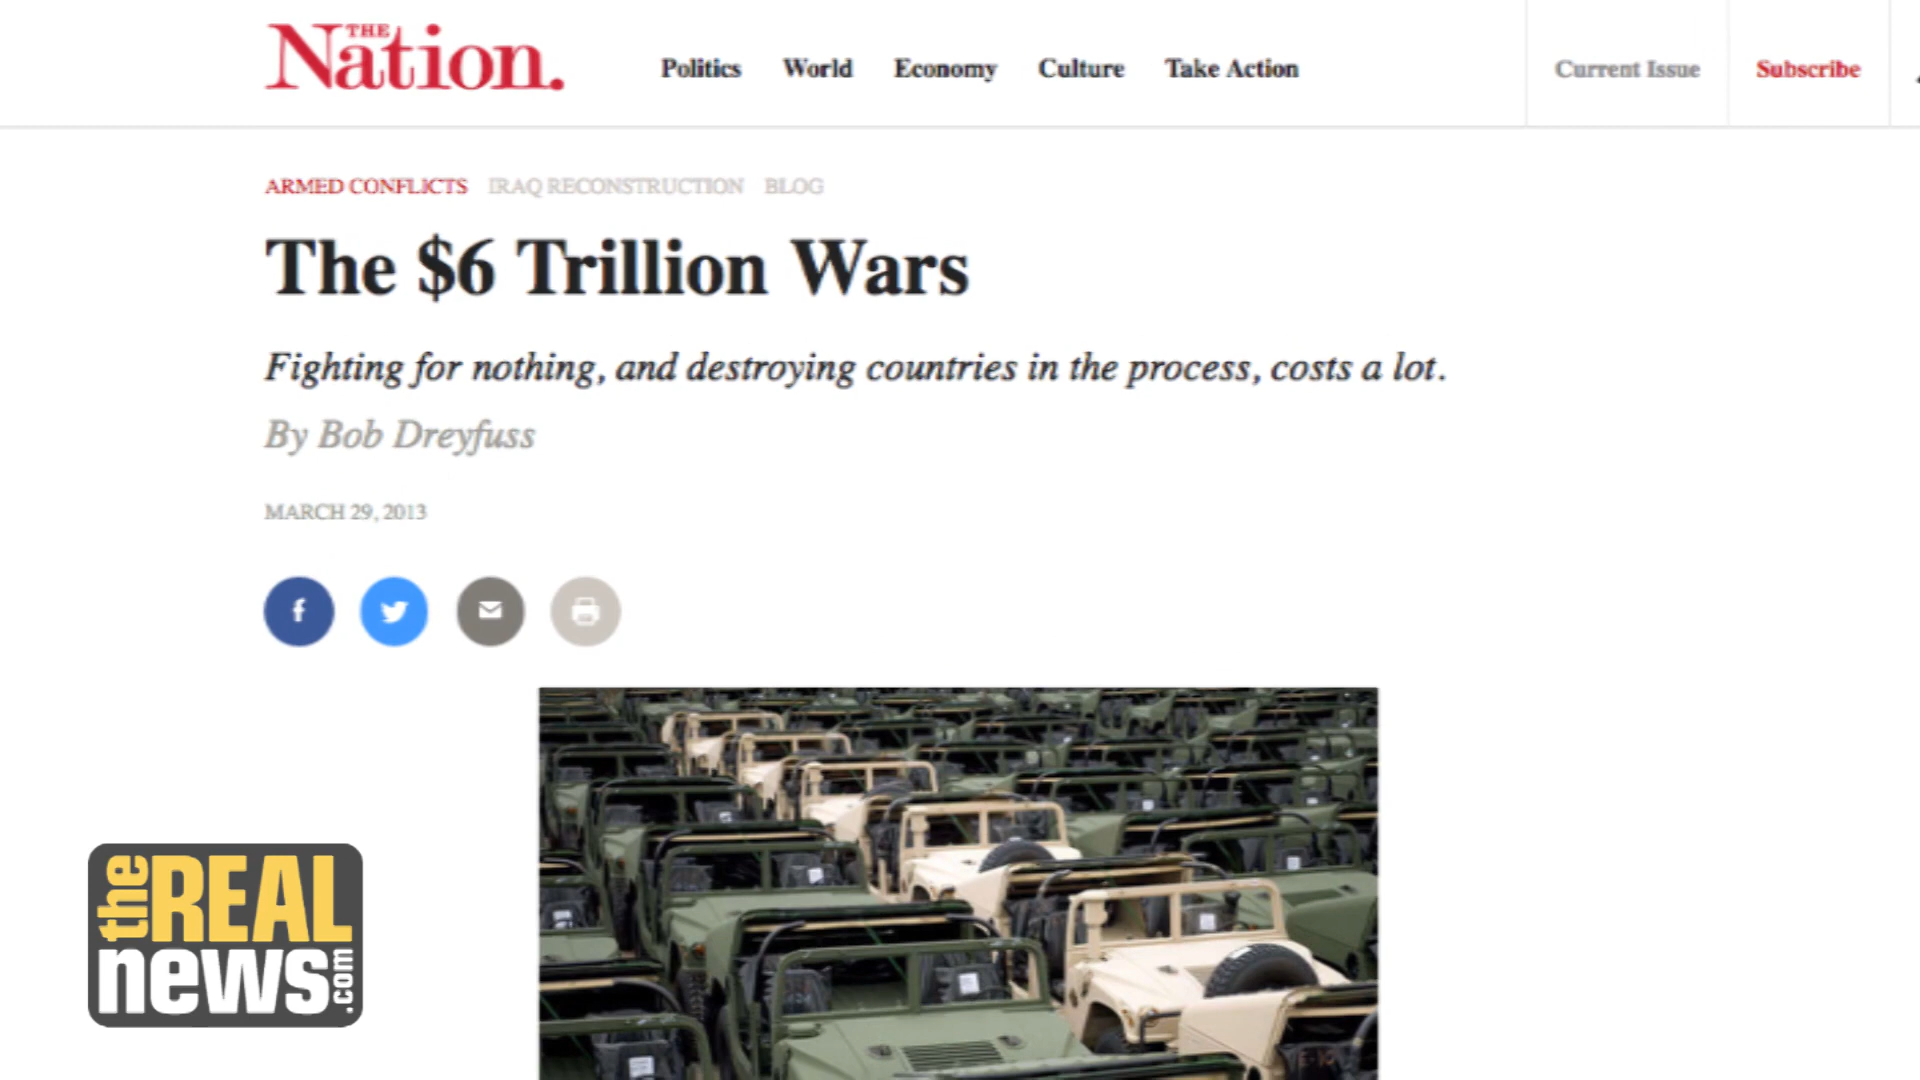 THE
Nation.
Politics World Economy Culture Take Action Current Issue Subscribe
ARMED CONFLICTS IRAQ RECONSTRUCTION BLOG
The $6 Trillion Wars
Fighting for nothing, and destroying countries in the process, costs a lot.
By Bob Dreyfuss
MARCH 29, 2013
f
the REAL
news.com